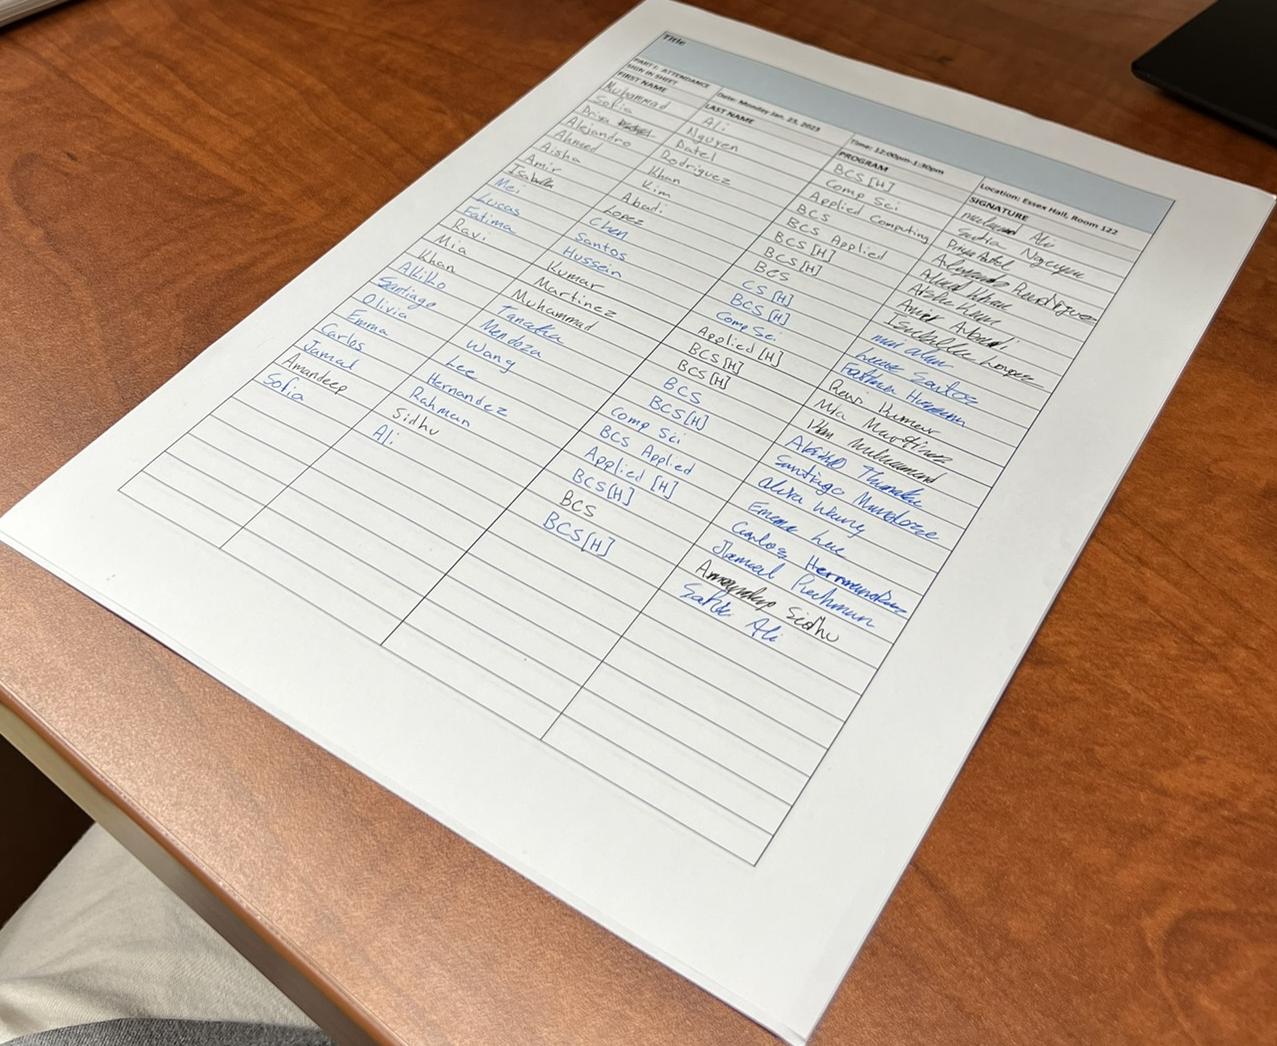 Title
PART I: ATTENDANCE SIGN IN SHEET Date: Monday Jan. 23, 2023 Time: 12:00pm-1:30pm Location: Essex Hall, Room 122
FIRST NAME LAST NAME PROGRAM SIGNATURE
Muhammad Ali BCS [H] Ali
Sofia Nguyen Comp Sci Sofia Nguyen
Priya Patel Applied Computing Priya Patel
Alejandro Rodriguez BCS Applied Rodriguez
Ahmed Khan BCS [H]
Aisha Kim BCS [H] Aisha
Amir Abadi BCS Amir Abadi
Isabella Lopez Isabella Lopez
Mei Chen CS [H] Mei Chen
Lucas Santos BCS [H] Lucas Santos
Fatima Hussein Comp Sci Fatima Hussein
Ravi Kumar Applied [H] Ravi Kumar
Mia Martinez BCS [H] Mia Martinez
Khan Muhammad BCS [H] Khan Muhammad
Akiko Tanaka BCS Akiko Tanaka
Santiago Mendoza BCS[H] Santiago Mendoza
Olivia Wang Comp Sci Olivia Wang
Emma Lee BCS Applied Emma Lee
Carlos Hernandez Applied [H] Carlos Hernandez
Jamal Rahman BCS[H] Jamal Rahman
Amandeep Sidhu BCS Amandeep Sidhu
Sofia Ali BCS[H] Sofia Ali